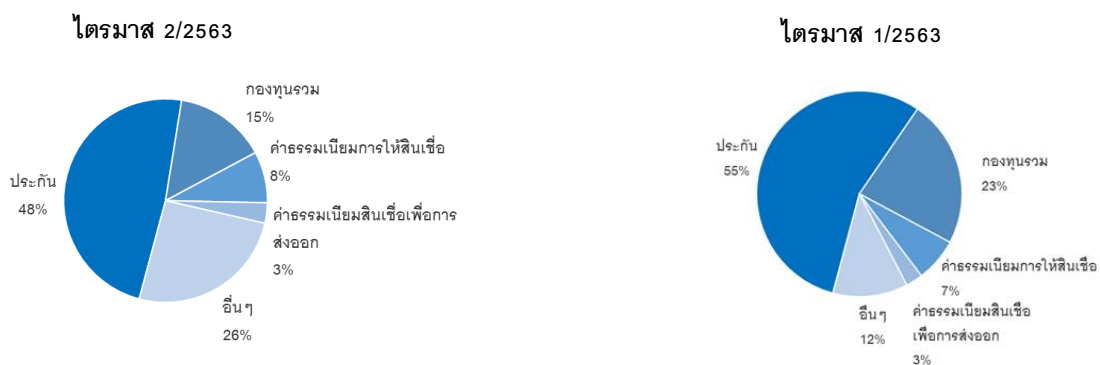 ไตรมาส 2/2563
กองทุนรวม
15%
ค่าธรรมเนียมการให้สินเชื่อ
8%
ประกัน
48%
ค่าธรรมเนียมสินเชื่อเพื่อการ
ส่งออก
3%
อื่นๆ
26%
ไตรมาส 1/2563
ประกัน
55%
กองทุนรวม
23%
ค่าธรรมเนียมการให้สินเชื่อ
7%
อื่นๆ
12%
ค่าธรรมเนียมสินเชื่อ
เพื่อการส่งออก
3%